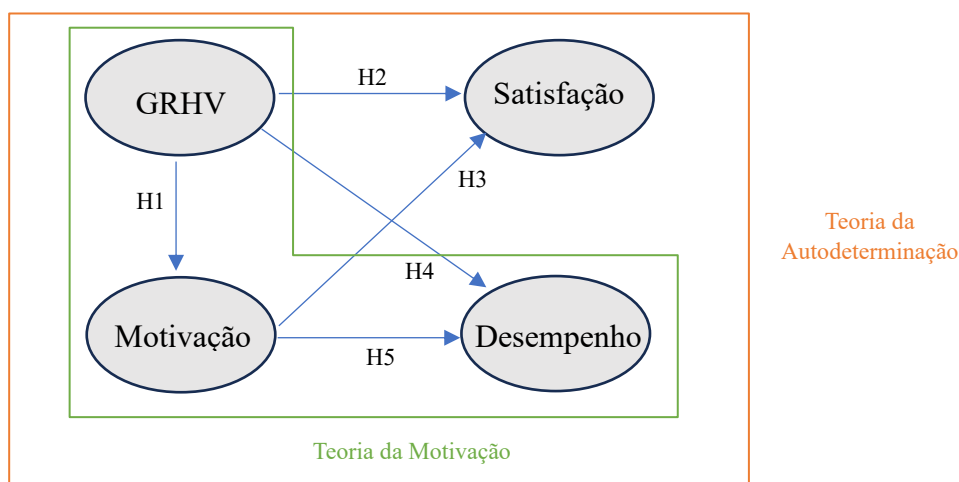 GRHV
H2
Satisfação
H1
H3
H4
Motivação
H5
Desempenho
Teoria da
Autodeterminação
Teoria da Motivação